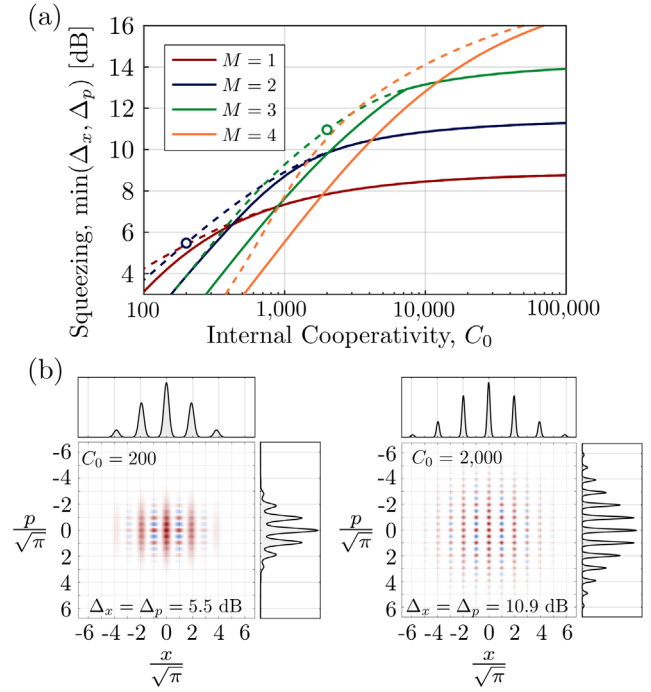 (a)
Squeezing, min(Δₓ, Δₚ) [dB]
16
14
12
10
8
6
4
M = 1
M = 2
M = 3
M = 4
100
1,000
10,000
100,000
Internal Cooperativity, C₀
(b)
C₀ = 200
-6
-4
-2
0
2
4
6
p
√π
Δₓ = Δₚ = 5.5 dB
-6 -4 -2 0 2 4 6
x
√π
C₀ = 2,000
-6
-4
-2
0
2
4
6
p
√π
Δₓ = Δₚ = 10.9 dB
-6 -4 -2 0 2 4 6
x
√π